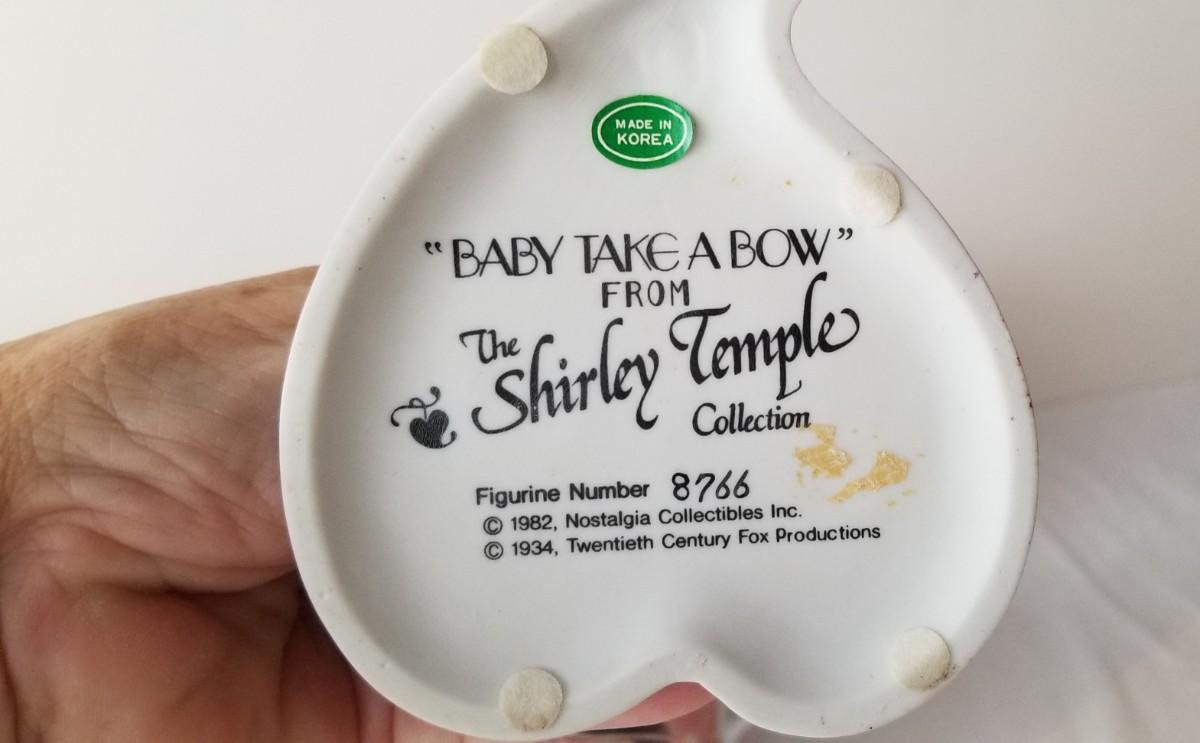 MADE IN
KOREA
“BABY TAKE A BOW”
FROM
The
Shirley Temple
Collection
Figurine Number 8766
© 1982, Nostalgia Collectibles Inc.
© 1934, Twentieth Century Fox Productions